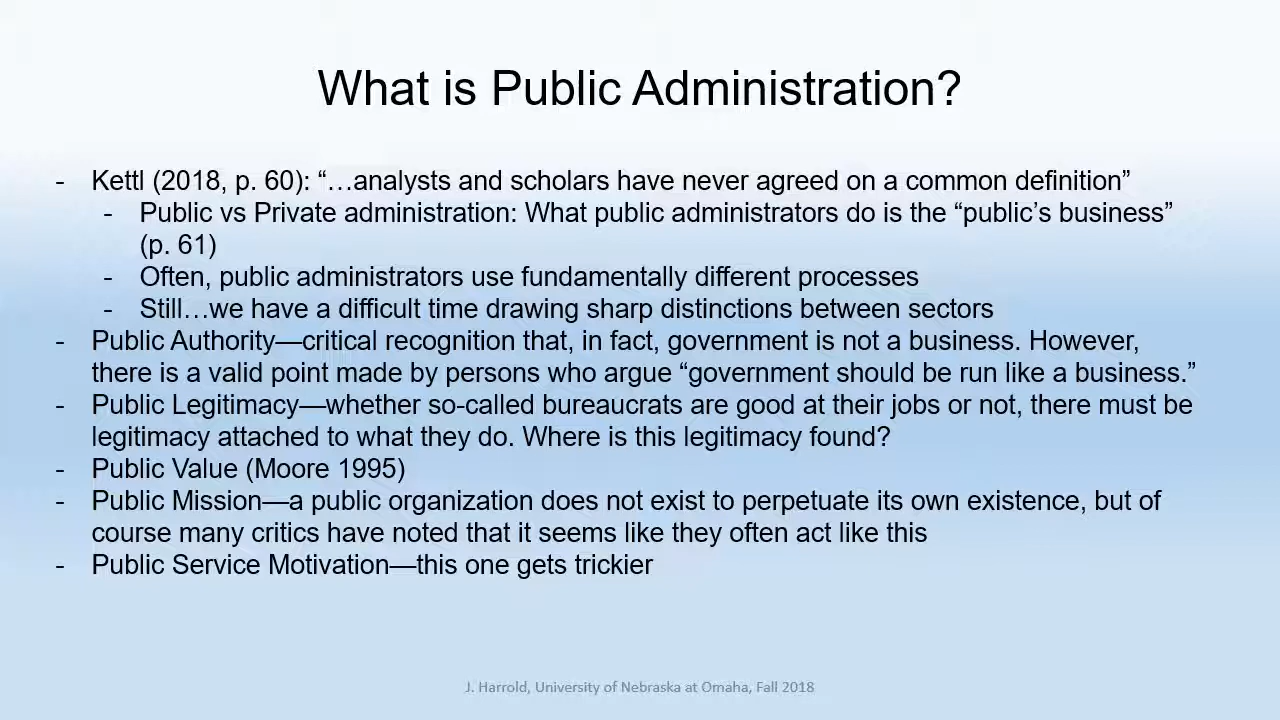 What is Public Administration?
- Kettl (2018, p. 60): “…analysts and scholars have never agreed on a common definition”
- Public vs Private administration: What public administrators do is the “public’s business”
(p. 61)
- Often, public administrators use fundamentally different processes
- Still…we have a difficult time drawing sharp distinctions between sectors
- Public Authority—critical recognition that, in fact, government is not a business. However,
there is a valid point made by persons who argue “government should be run like a business.”
- Public Legitimacy—whether so-called bureaucrats are good at their jobs or not, there must be
legitimacy attached to what they do. Where is this legitimacy found?
- Public Value (Moore 1995)
- Public Mission—a public organization does not exist to perpetuate its own existence, but of
course many critics have noted that it seems like they often act like this
- Public Service Motivation—this one gets trickier
J. Harrold, University of Nebraska at Omaha, Fall 2018